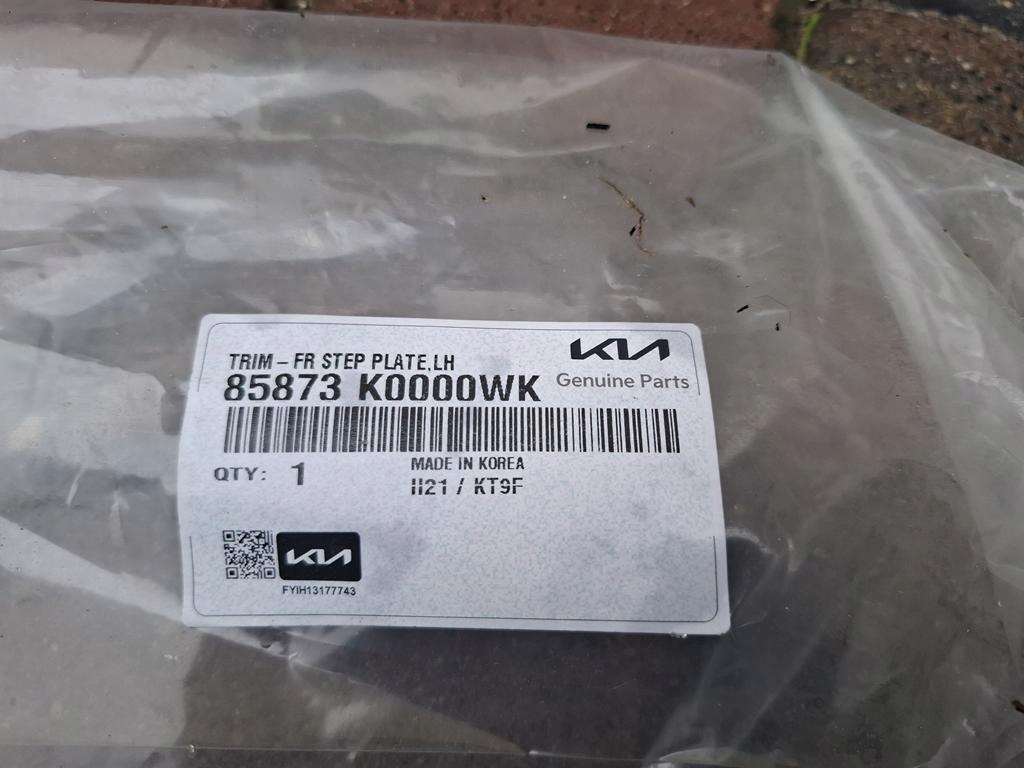 TRIM - FR STEP PLATE,LH
KIA
85873 K0000WK
Genuine Parts
QTY: 1
MADE IN KOREA
II21 / KT9F
KIA
FYIH13177743